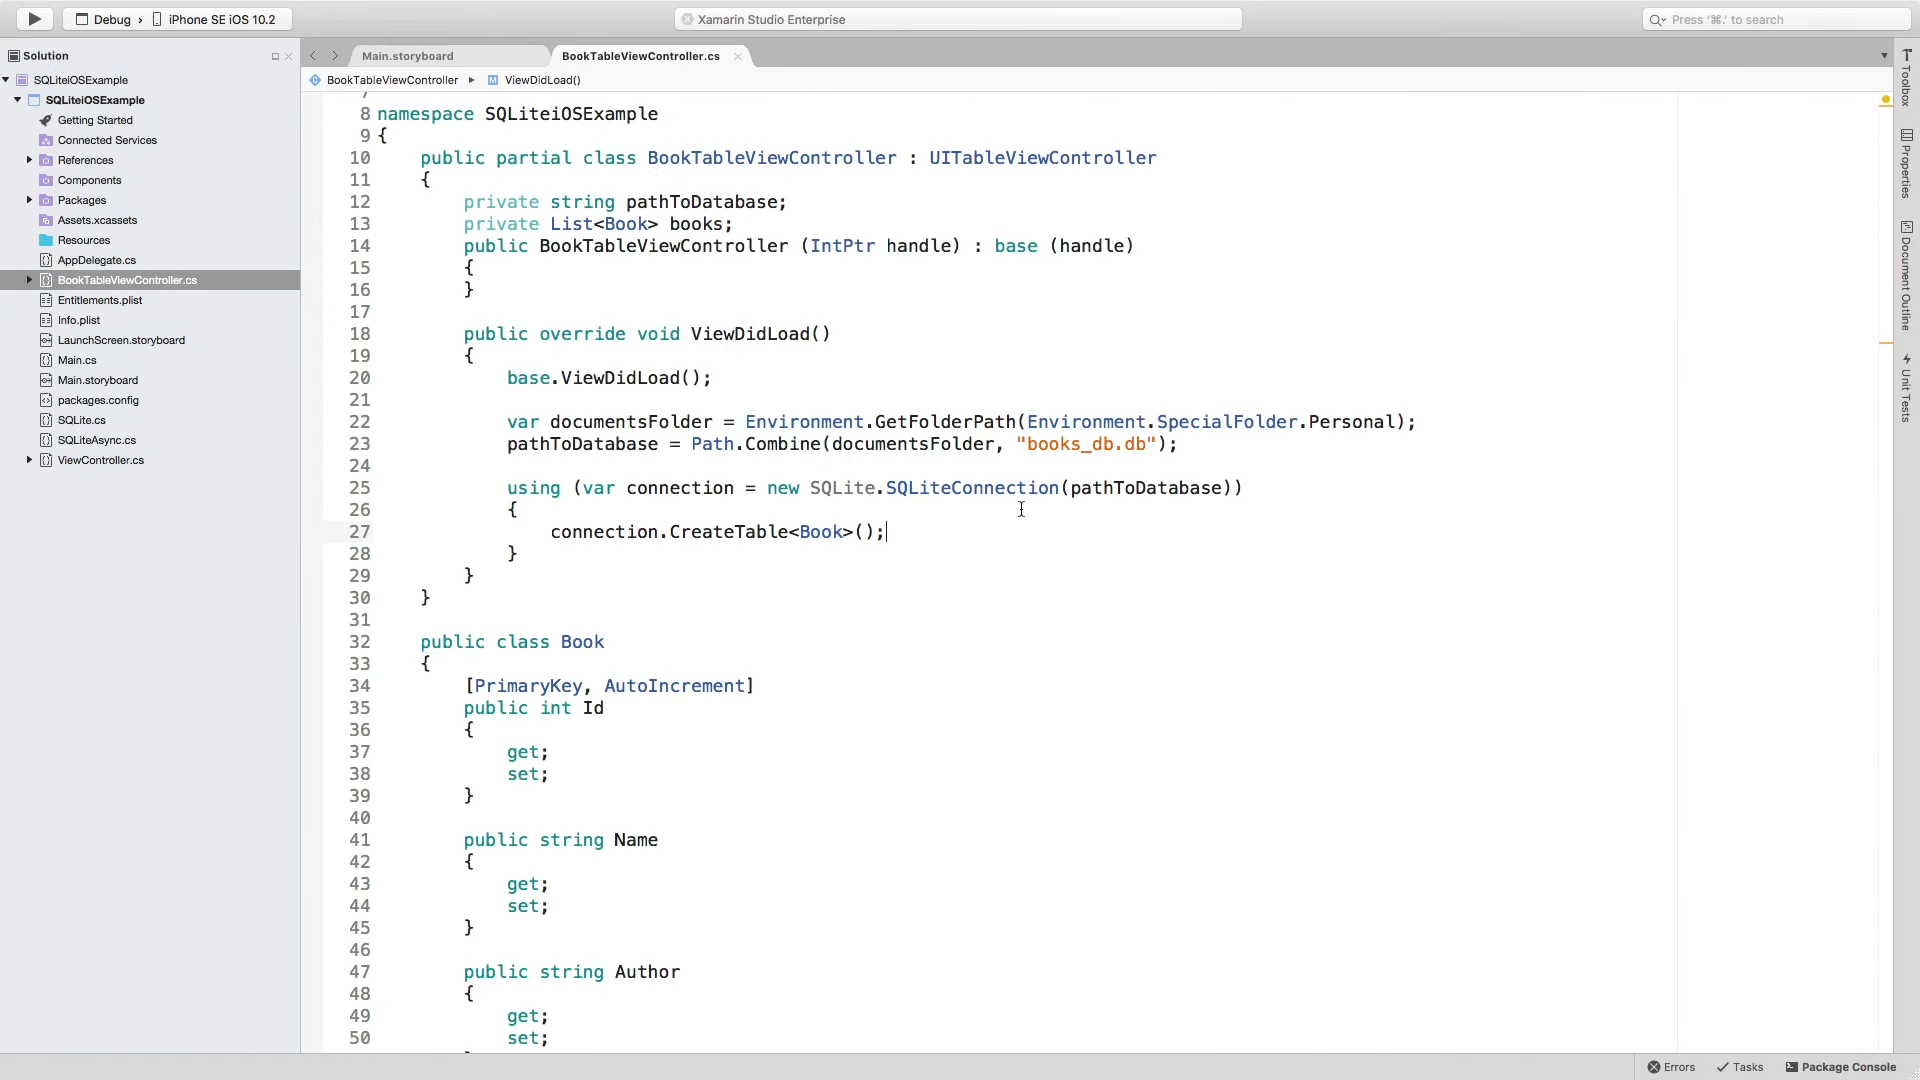 Debug › iPhone SE iOS 10.2
Xamarin Studio Enterprise
Press '⌘.' to search
Solution
SQLiteiOSExample
SQLiteiOSExample
Getting Started
Connected Services
References
Components
Packages
Assets.xcassets
Resources
AppDelegate.cs
BookTableViewController.cs
Entitlements.plist
Info.plist
LaunchScreen.storyboard
Main.cs
Main.storyboard
packages.config
SQLite.cs
SQLiteAsync.cs
ViewController.cs
Main.storyboard
BookTableViewController.cs
BookTableViewController ▸ ViewDidLoad()
8 namespace SQLiteiOSExample
9 {
10 public partial class BookTableViewController : UITableViewController
11 {
12 private string pathToDatabase;
13 private List<Book> books;
14 public BookTableViewController (IntPtr handle) : base (handle)
15 {
16 }
17
18 public override void ViewDidLoad()
19 {
20 base.ViewDidLoad();
21
22 var documentsFolder = Environment.GetFolderPath(Environment.SpecialFolder.Personal);
23 pathToDatabase = Path.Combine(documentsFolder, "books_db.db");
24
25 using (var connection = new SQLite.SQLiteConnection(pathToDatabase))
26 {
27 connection.CreateTable<Book>();
28 }
29 }
30 }
31
32 public class Book
33 {
34 [PrimaryKey, AutoIncrement]
35 public int Id
36 {
37 get;
38 set;
39 }
40
41 public string Name
42 {
43 get;
44 set;
45 }
46
47 public string Author
48 {
49 get;
50 set;
Toolbox
Properties
Document Outline
Unit Tests
Errors
Tasks
Package Console